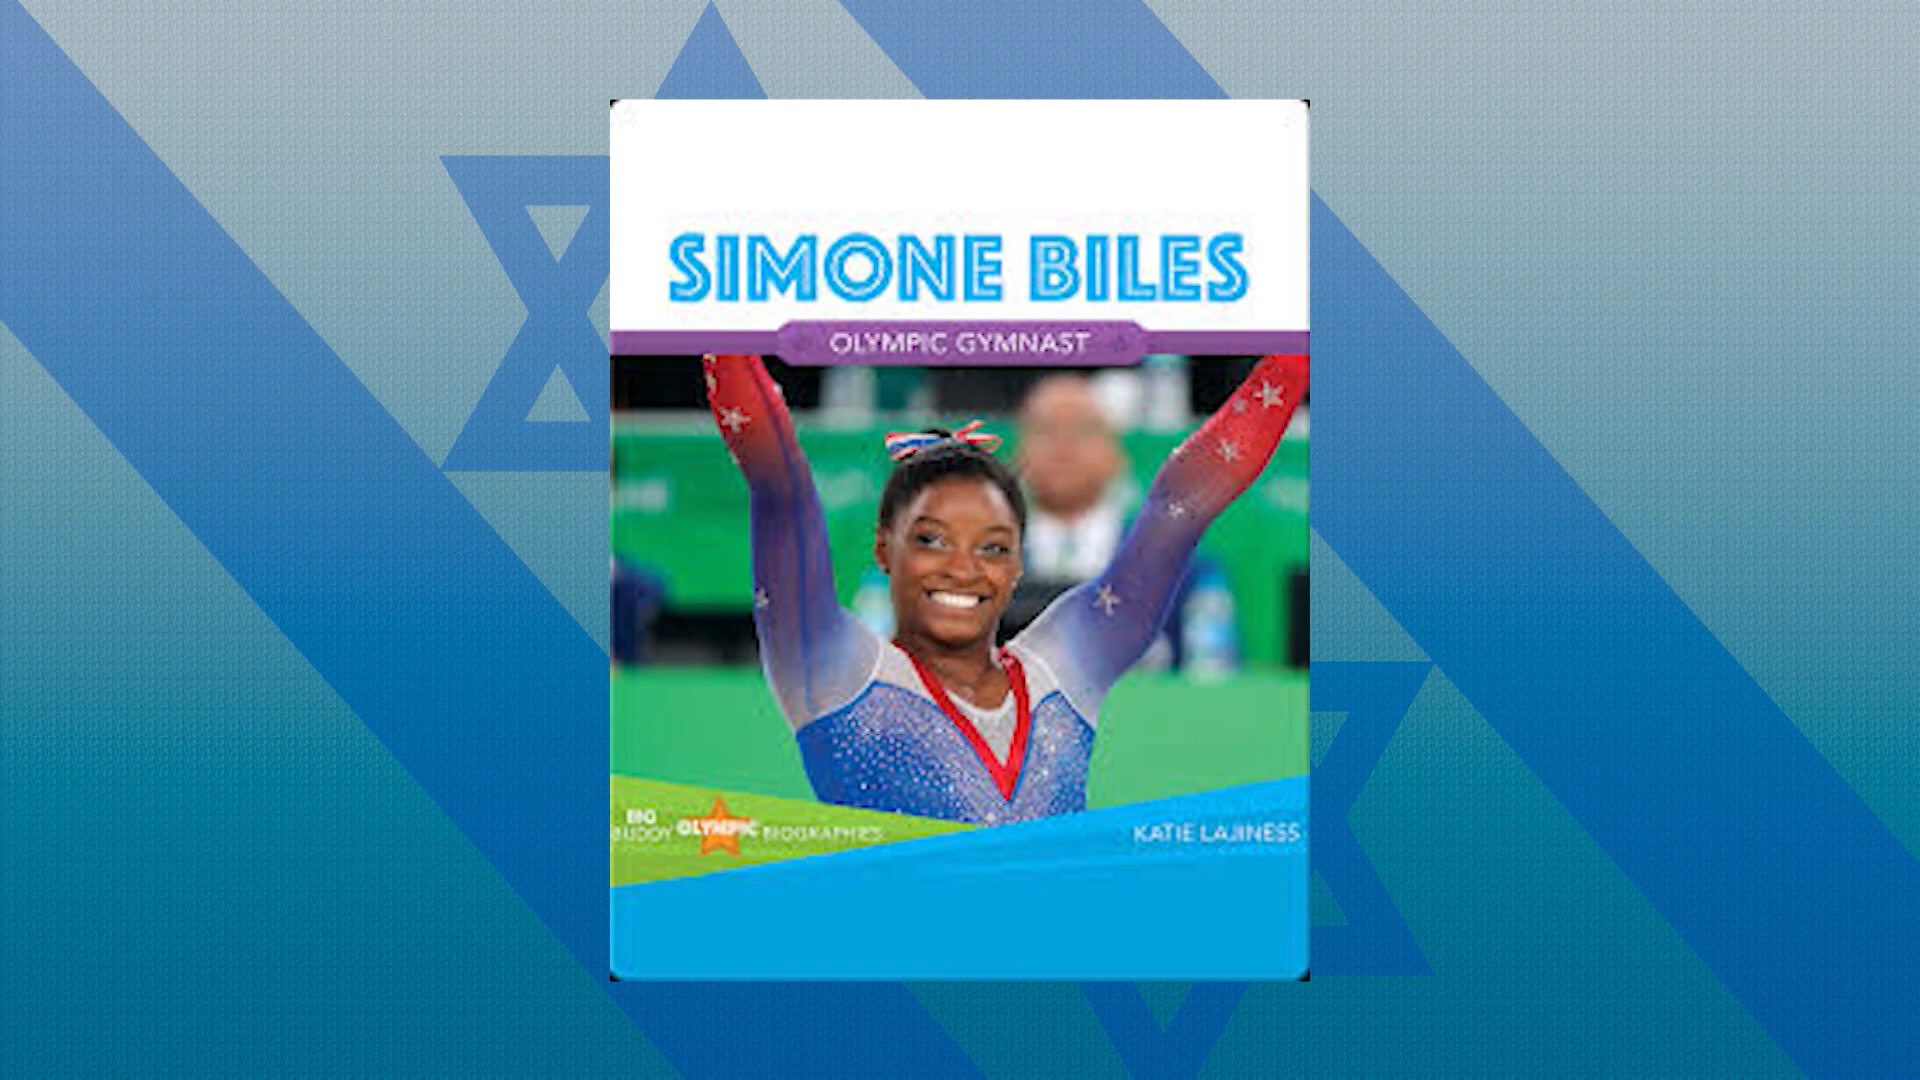 SIMONE BILES
OLYMPIC GYMNAST
BIG
BUDDY OLYMPIC BIOGRAPHIES
KATIE LAJINESS